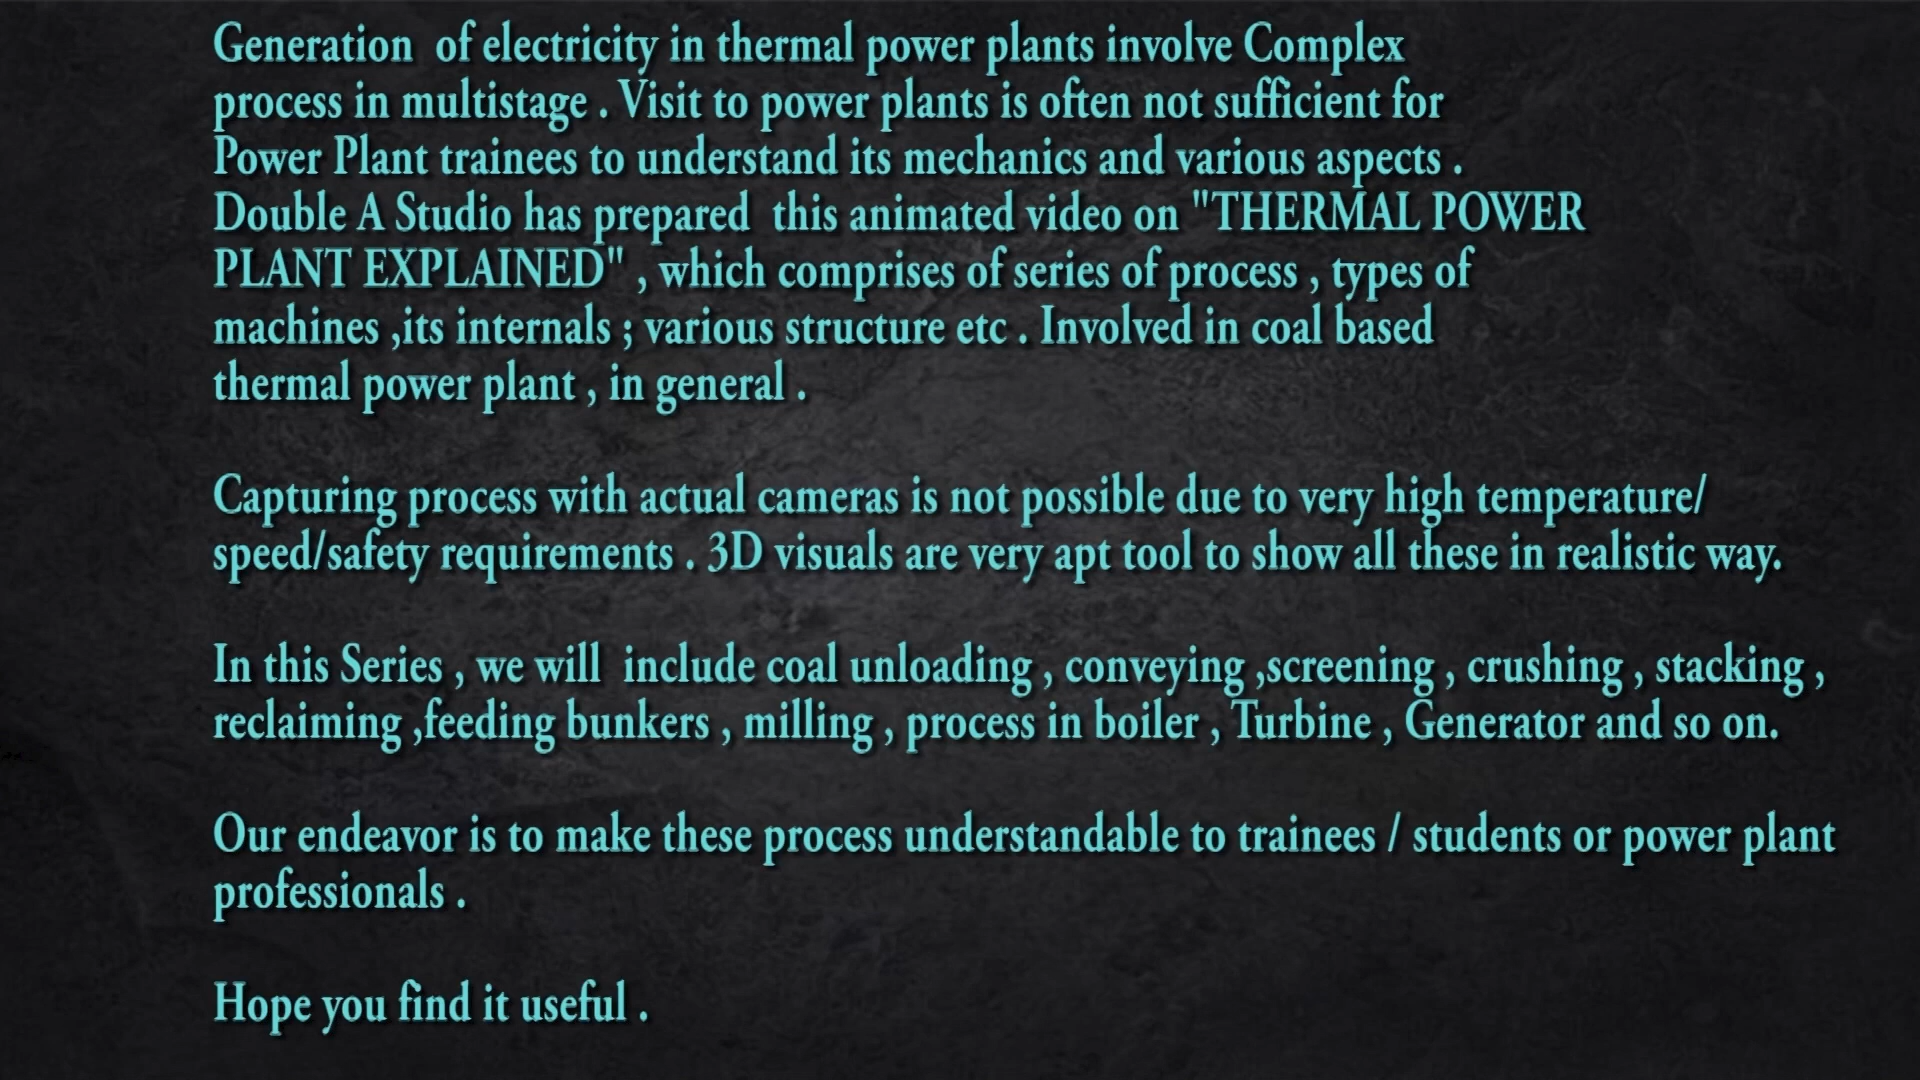 Generation  of electricity in thermal power plants involve Complex
process in multistage . Visit to power plants is often not sufficient for
Power Plant trainees to understand its mechanics and various aspects .
Double A Studio has prepared  this animated video on "THERMAL POWER
PLANT EXPLAINED" , which comprises of series of process , types of
machines ,its internals ; various structure etc . Involved in coal based
thermal power plant , in general .
Capturing process with actual cameras is not possible due to very high temperature/
speed/safety requirements . 3D visuals are very apt tool to show all these in realistic way.
In this Series , we will  include coal unloading , conveying ,screening , crushing , stacking ,
reclaiming ,feeding bunkers , milling , process in boiler , Turbine , Generator and so on.
Our endeavor is to make these process understandable to trainees / students or power plant
professionals .
Hope you find it useful .